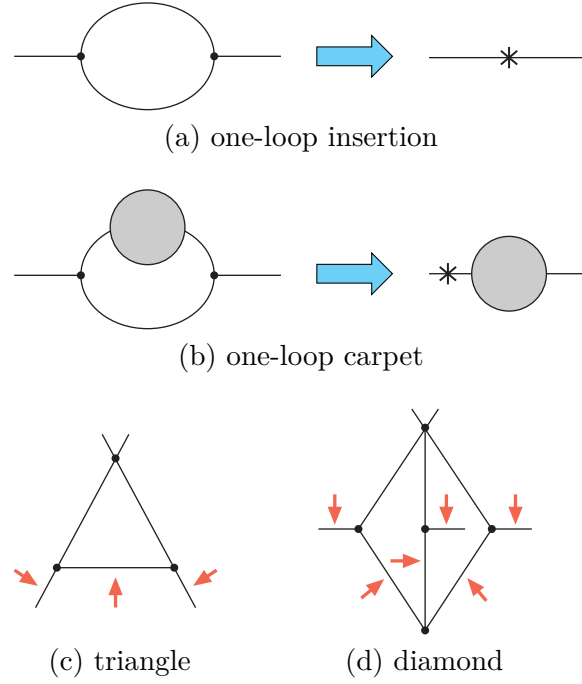 (a) one-loop insertion
(b) one-loop carpet
(c) triangle
(d) diamond